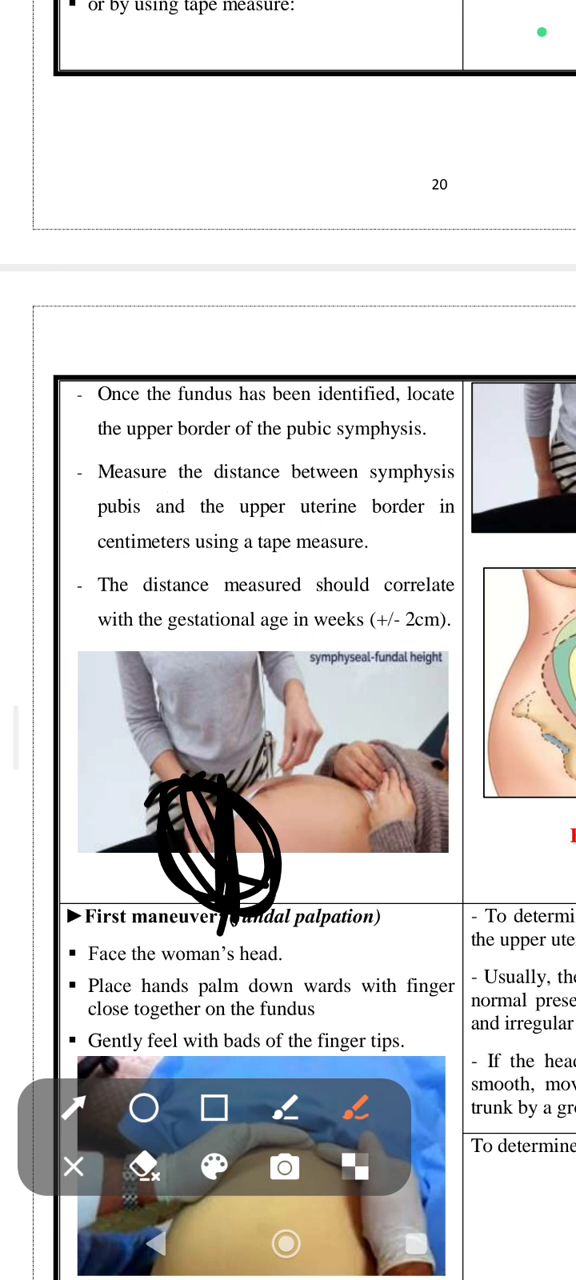 ▪ or by using tape measure:
20
- Once the fundus has been identified, locate
the upper border of the pubic symphysis.
- Measure the distance between symphysis
pubis and the upper uterine border in
centimeters using a tape measure.
- The distance measured should correlate
with the gestational age in weeks (+/- 2cm).
symphyseal-fundal height
►First maneuver: (fundal palpation)
▪ Face the woman’s head.
▪ Place hands palm down wards with finger
close together on the fundus
▪ Gently feel with bads of the finger tips.
- To determi
the upper ute
- Usually, the
normal prese
and irregular
- If the hea
smooth, mov
trunk by a gr
To determine